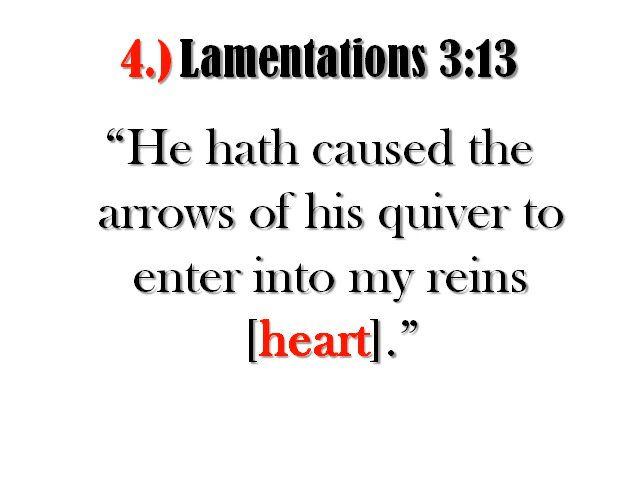 4.) Lamentations 3:13
“He hath caused the
arrows of his quiver to
enter into my reins
[heart].”